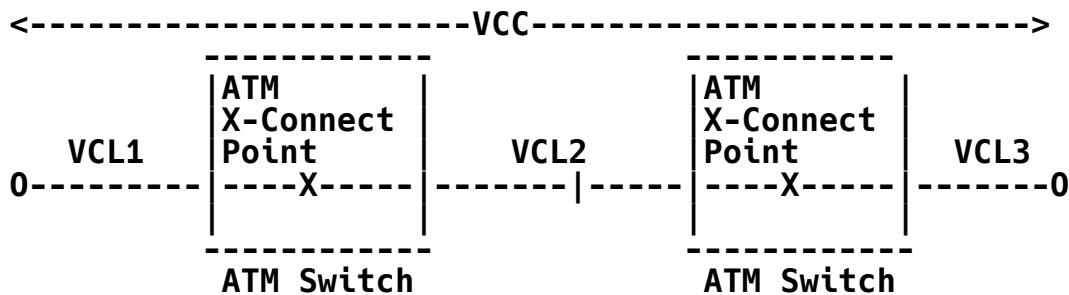 <-----------------------VCC-------------------------->
------------ -----------
|ATM | |ATM |
|X-Connect | |X-Connect |
VCL1 |Point | VCL2 |Point | VCL3
O---------|----X-----|-------|-----|----X-----|-------O
| | | |
------------ ------------
ATM Switch ATM Switch